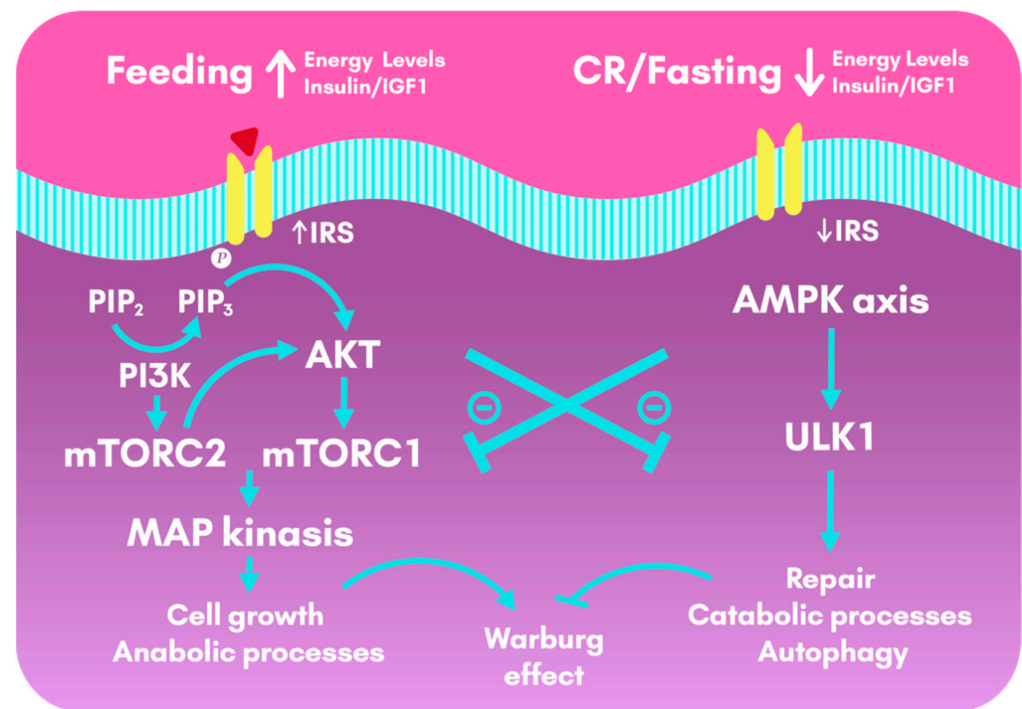 Feeding ↑ Energy Levels
Insulin/IGF1
CR/Fasting ↓ Energy Levels
Insulin/IGF1
↑IRS
P
PIP₂ PIP₃
PI3K
AKT
mTORC2 mTORC1
MAP kinasis
Cell growth
Anabolic processes
Warburg
effect
↓IRS
AMPK axis
ULK1
Repair
Catabolic processes
Autophagy